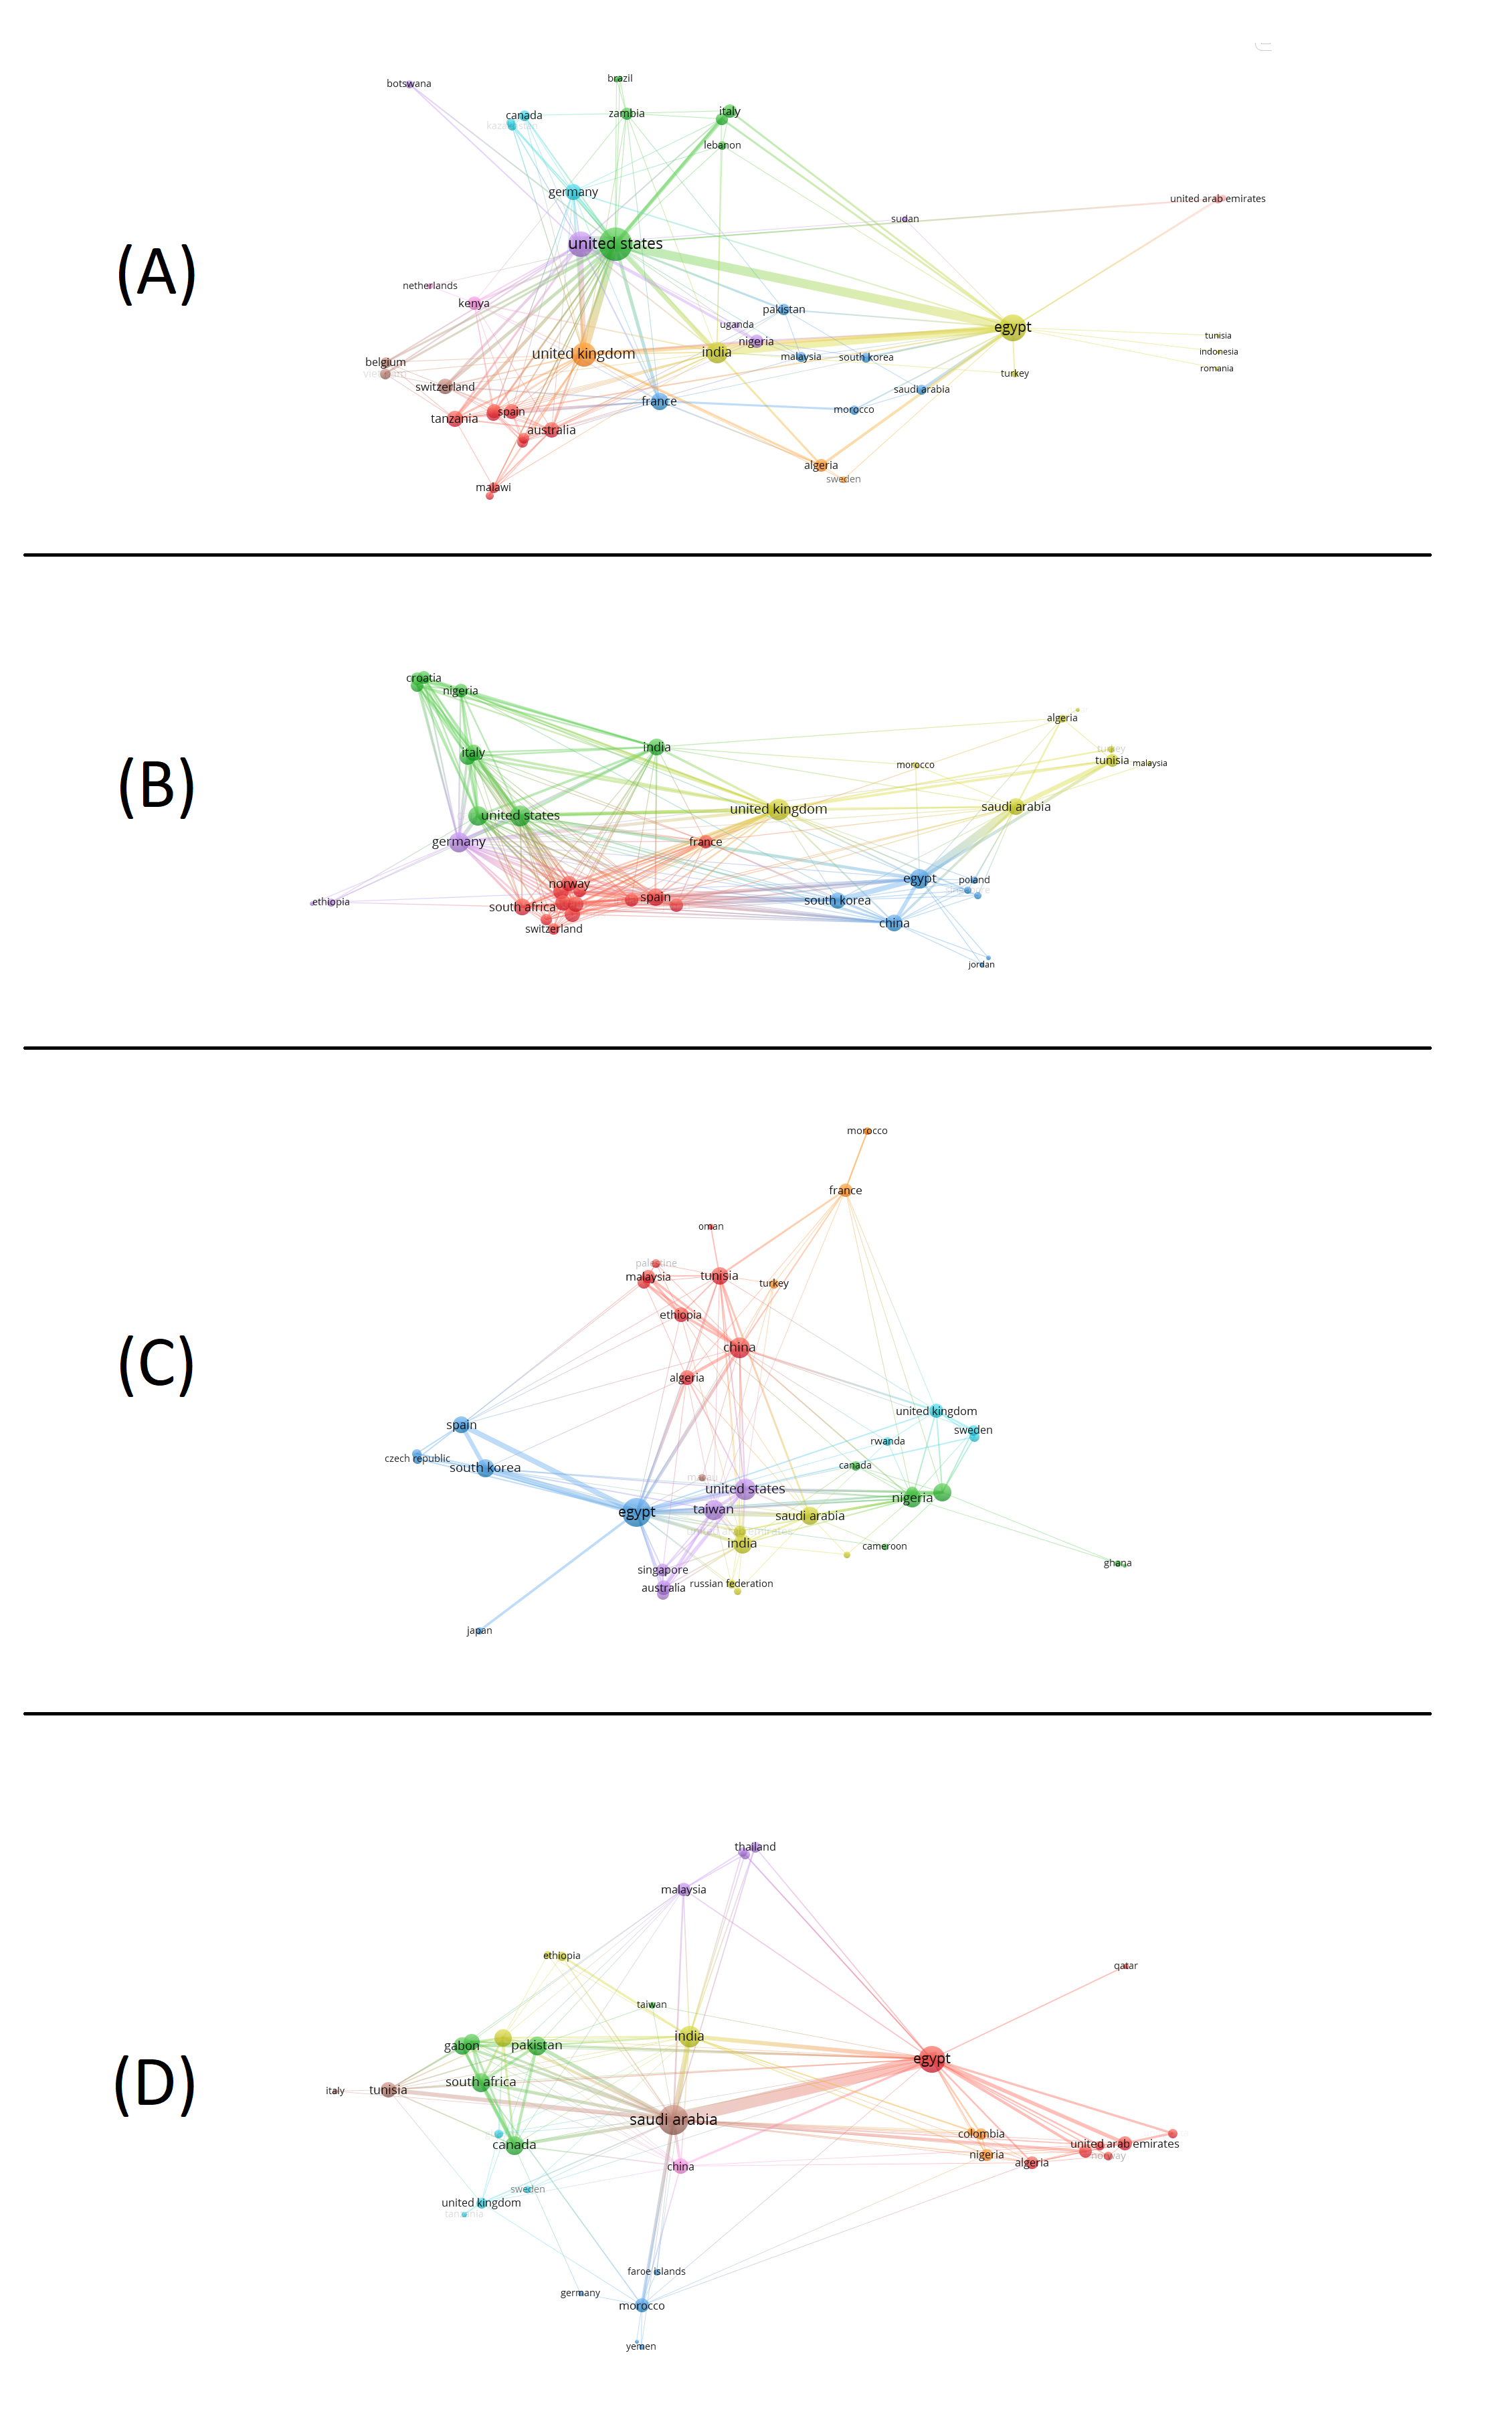 botswana
brazil
canada
kazakhstan
zambia
italy
lebanon
germany
united arab emirates
sudan
united states
netherlands
kenya
pakistan
uganda
egypt
nigeria
tunisia
united kingdom
india
malaysia
south korea
indonesia
belgium
romania
turkey
switzerland
saudi arabia
france
morocco
tanzania
spain
australia
algeria
sweden
malawi
(A)
croatia
nigeria
algeria
italy
india
turkey
tunisia
malaysia
morocco
united kingdom
saudi arabia
united states
germany
france
norway
egypt
poland
spain
ethiopia
south africa
south korea
switzerland
china
jordan
(B)
morocco
france
oman
palestine
malaysia
tunisia
turkey
ethiopia
china
algeria
united kingdom
spain
sweden
rwanda
czech republic
south korea
canada
united states
nigeria
egypt
taiwan
saudi arabia
india
cameroon
ghana
singapore
australia
russian federation
japan
(C)
thailand
malaysia
ethiopia
qatar
taiwan
india
gabon
pakistan
egypt
south africa
italy
tunisia
saudi arabia
colombia
canada
united arab emirates
nigeria
norway
algeria
china
sweden
united kingdom
tanzania
faroe islands
germany
morocco
yemen
(D)